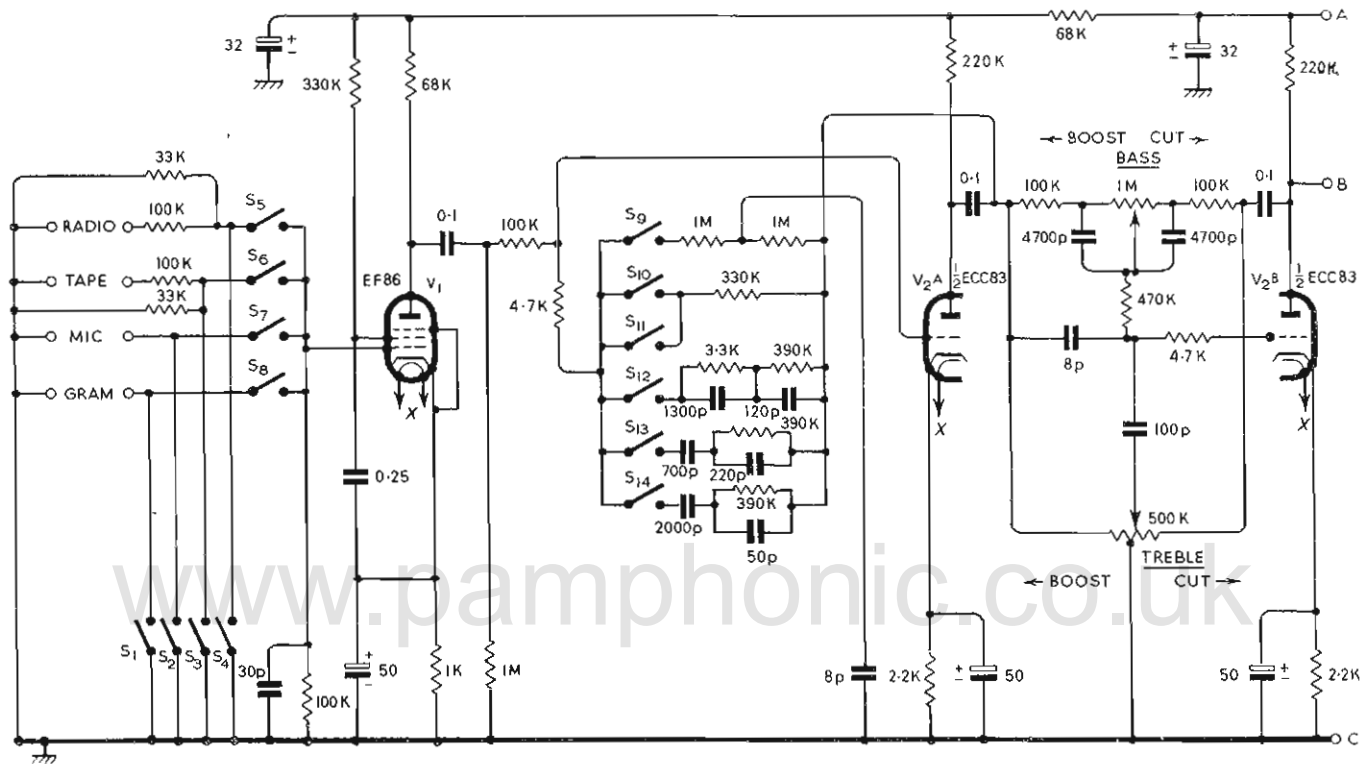 A
68K
32
+
−
330K
68K
220K
+
−
32
220K
33K
100K
RADIO
S5
0·1
100K
S9
1M
1M
← BOOST CUT →
BASS
0·1
100K
1M
100K
0·1
B
4700p
4700p
TAPE
100K
S6
33K
EF86
V1
4·7K
S10
330K
V2A
½ECC83
470K
V2B
½ECC83
MIC
S7
S11
8p
4·7K
GRAM
S8
S12
3·3K
390K
1300p
120p
X
X
X
S13
390K
700p
220p
100p
0·25
S14
390K
2000p
50p
500K
TREBLE
← BOOST CUT →
www.pamphonic.co.uk
S1
S2
S3
S4
30p
100K
+
−
50
1K
1M
8p
2·2K
+
−
50
50
+
−
2·2K
C